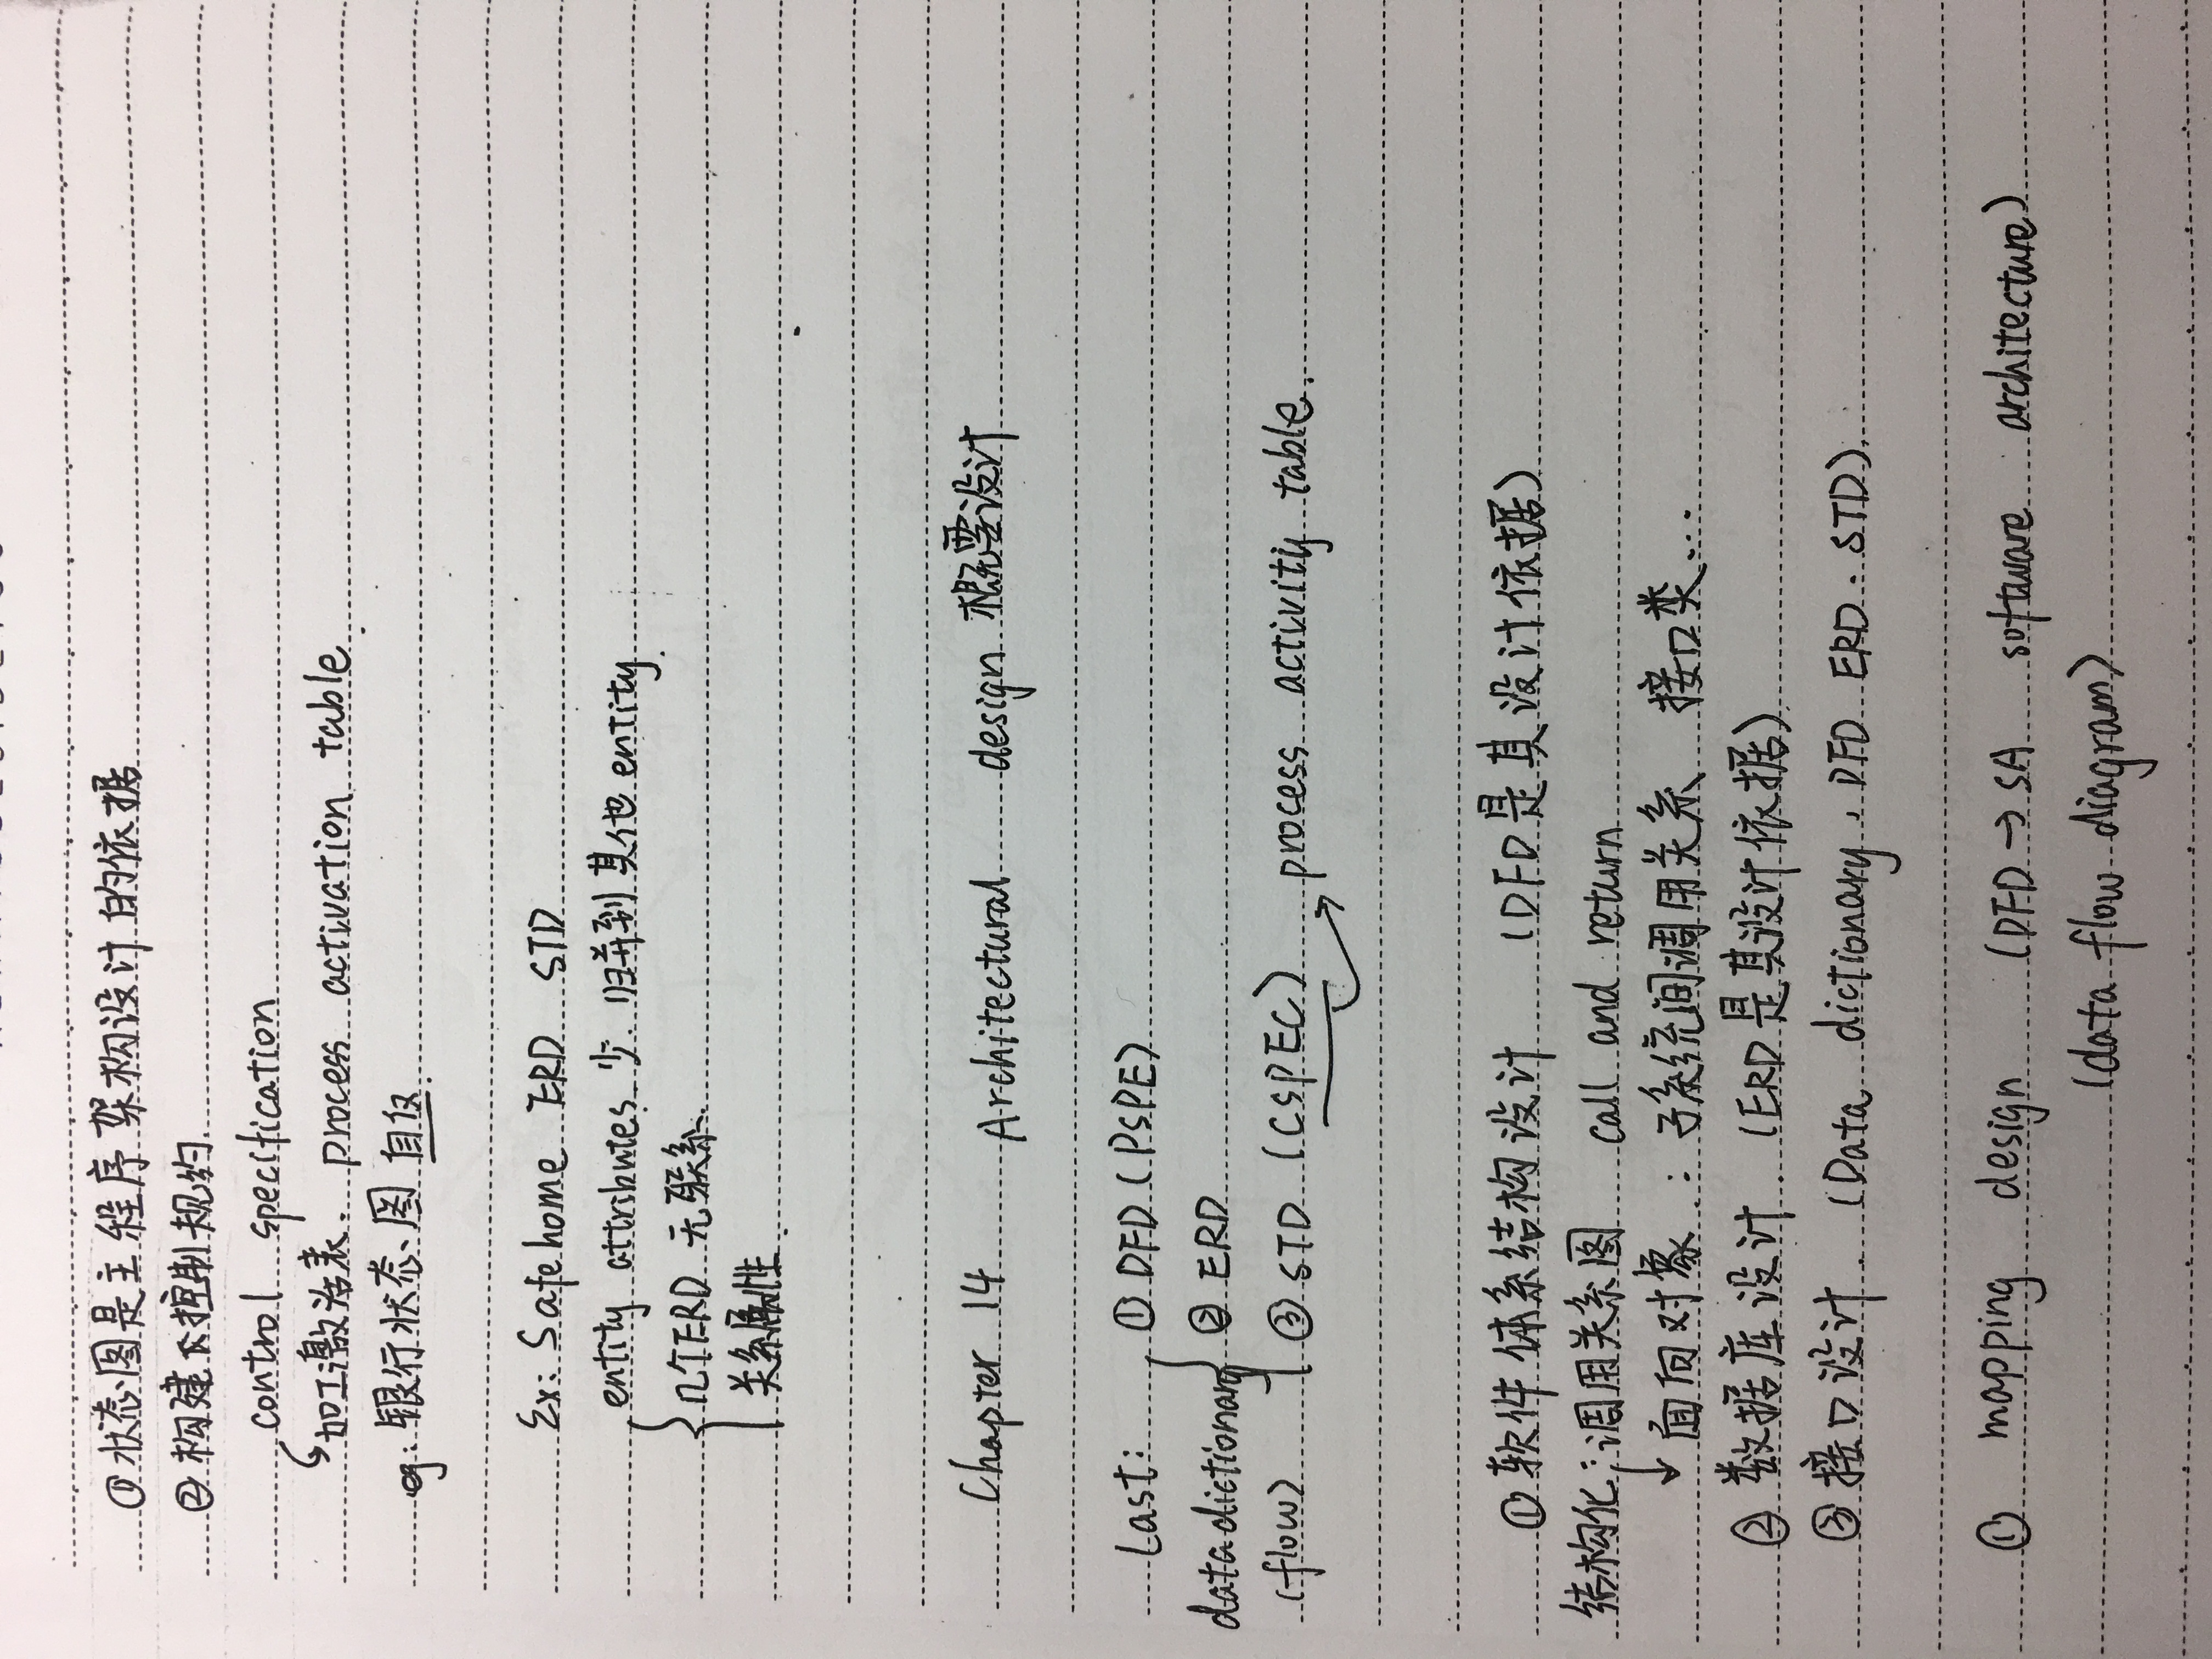 ①状态图是主程序架构设计的依据
②构建控制规约.
control specification
加工激活表. process activation table.
eg: 银行状态图
Ex: Safehome ERD STD
entity attributes 少. 归并到其他entity.
几个ERD 无联系.
关系属性.
Chapter 14 Architectural design 概要设计
Last: ① DFD (PSPE)
data dictionary ② ERD
(flow) ③ STD (CSPEC) process activity table.
①软件体系结构设计 (DFD是其设计依据)
结构化:调用关系图 call and return
面向对象: 子系统间调用关系 接口类...
②数据库设计. (ERD是其设计依据)
③接口设计. (Data dictionary, DFD ERD. STD).
① mapping design (DFD→SA software architecture)
(data flow diagram)